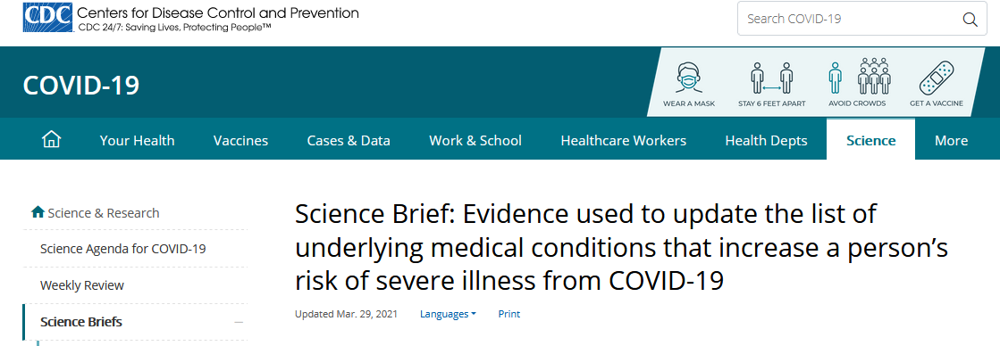 CDC
Centers for Disease Control and Prevention
CDC 24/7: Saving Lives, Protecting People™
Search COVID-19
COVID-19
WEAR A MASK
STAY 6 FEET APART
AVOID CROWDS
GET A VACCINE
Your Health
Vaccines
Cases & Data
Work & School
Healthcare Workers
Health Depts
Science
More
Science & Research
Science Agenda for COVID-19
Weekly Review
Science Briefs
Science Brief: Evidence used to update the list of
underlying medical conditions that increase a person’s
risk of severe illness from COVID-19
Updated Mar. 29, 2021
Languages
Print